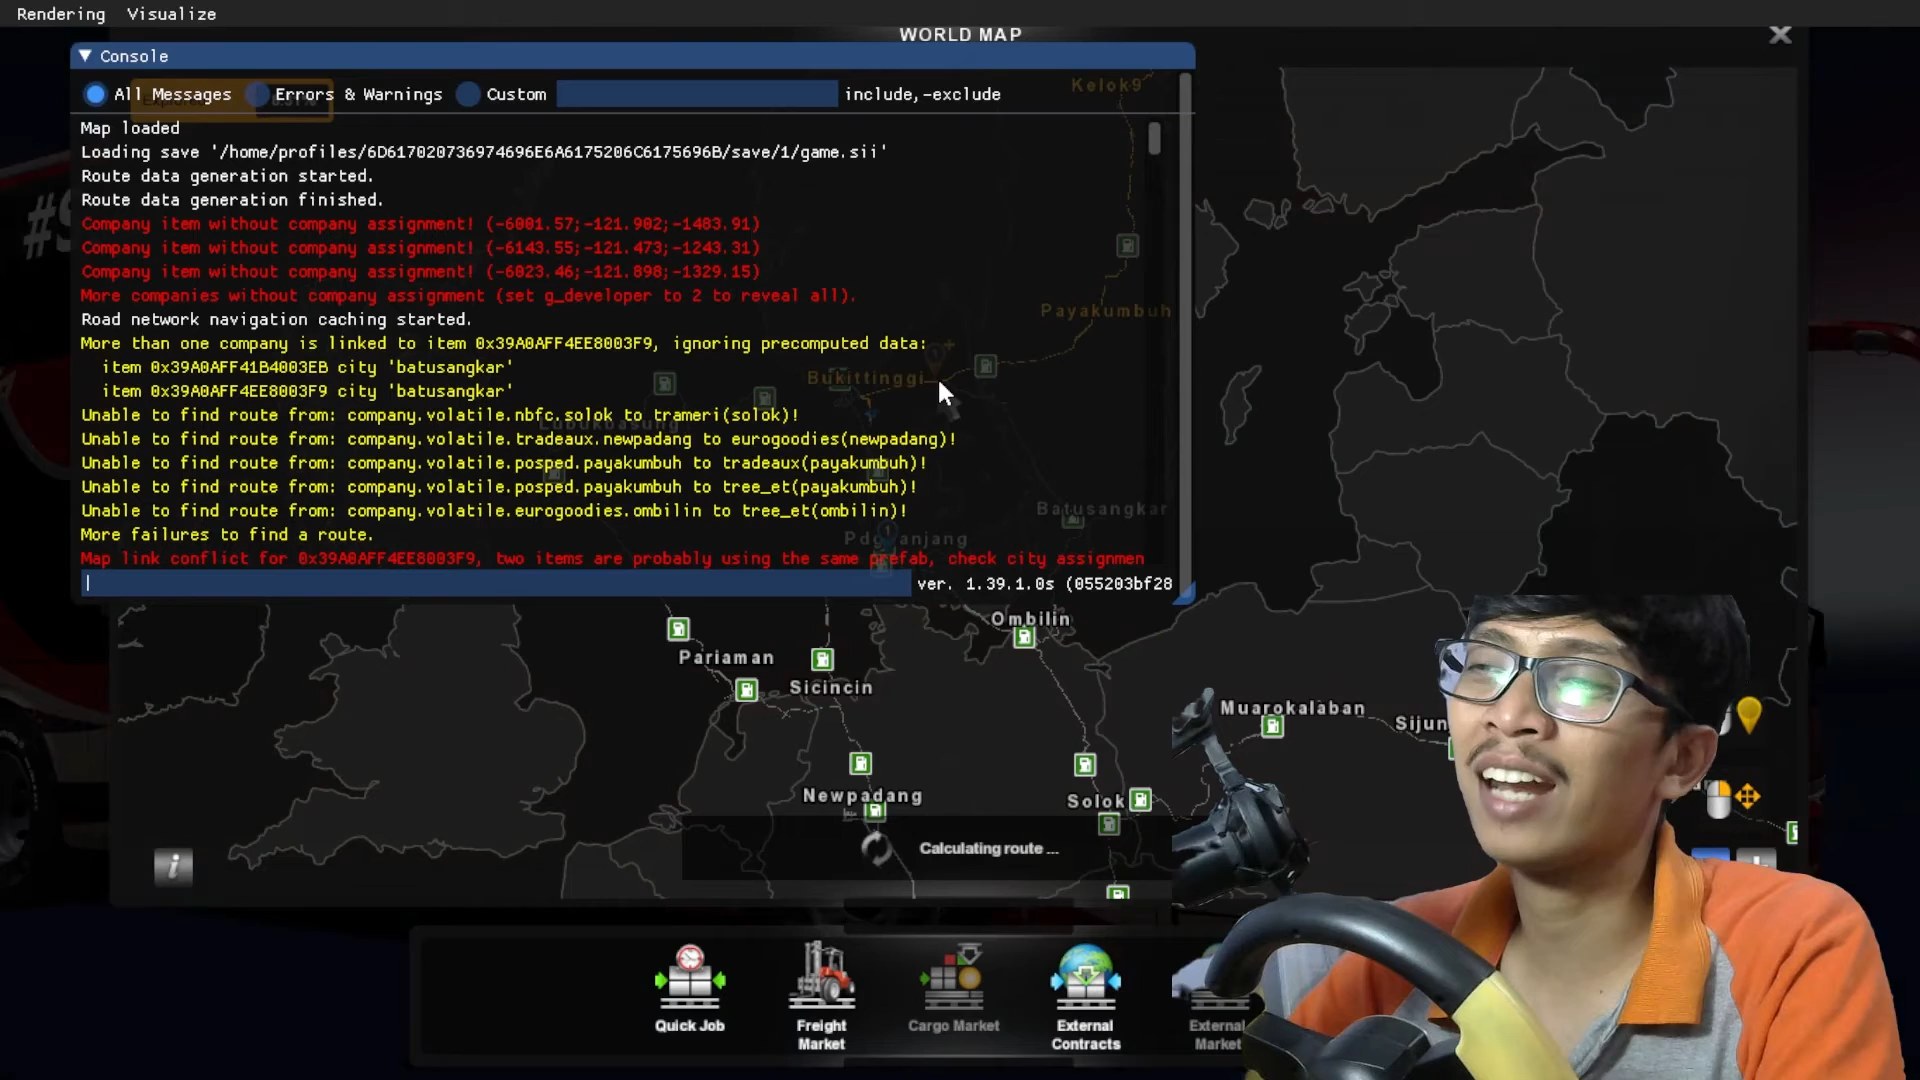 Rendering Visualize
WORLD MAP
Console
All Messages Errors & Warnings Custom include,-exclude
Map loaded
Loading save '/home/profiles/6D617020736974696E6A6175206C6175696B/save/1/game.sii'
Route data generation started.
Route data generation finished.
Company item without company assignment! (-6001.57;-121.902;-1483.91)
Company item without company assignment! (-6143.55;-121.473;-1243.31)
Company item without company assignment! (-6023.46;-121.898;-1329.15)
More companies without company assignment (set g_developer to 2 to reveal all).
Road network navigation caching started.
More than one company is linked to item 0x39A0AFF4EE8003F9, ignoring precomputed data:
item 0x39A0AFF41B4003EB city 'batusangkar'
item 0x39A0AFF4EE8003F9 city 'batusangkar'
Unable to find route from: company.volatile.nbfc.solok to trameri(solok)!
Unable to find route from: company.volatile.tradeaux.newpadang to eurogoodies(newpadang)!
Unable to find route from: company.volatile.posped.payakumbuh to tradeaux(payakumbuh)!
Unable to find route from: company.volatile.posped.payakumbuh to tree_et(payakumbuh)!
Unable to find route from: company.volatile.eurogoodies.ombilin to tree_et(ombilin)!
More failures to find a route.
Map link conflict for 0x39A0AFF4EE8003F9, two items are probably using the same prefab, check city assignmen
ver. 1.39.1.0s (055203bf28
Kelok9
Payakumbuh
Bukittinggi
Lubukbasung
Batusangkar
Pdgpanjang
Ombilin
Pariaman
Sicincin
Muarokalaban
Sijun
Newpadang
Solok
Calculating route ...
Quick Job
Freight Market
Cargo Market
External Contracts
External Market
#9